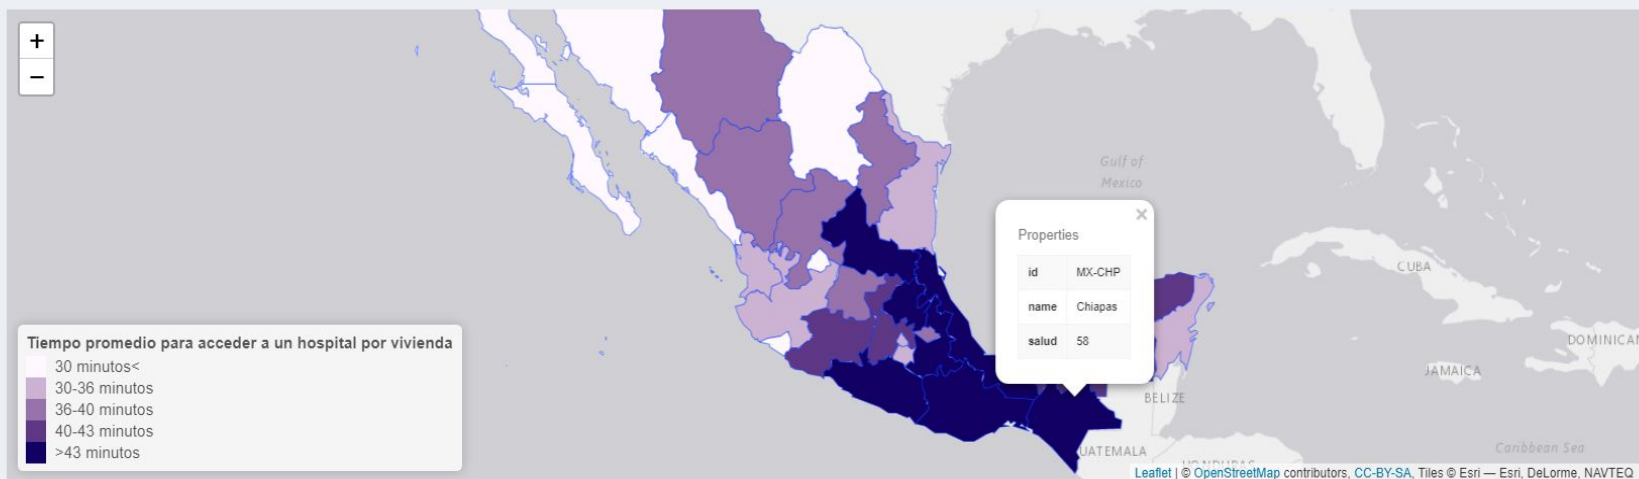 +
−
Gulf of
Mexico
×
Properties
id MX-CHP
name Chiapas
salud 58
CUBA
DOMINICAN
JAMAICA
BELIZE
UATEMALA
Caribbean Sea
Tiempo promedio para acceder a un hospital por vivienda
30 minutos<
30-36 minutos
36-40 minutos
40-43 minutos
>43 minutos
Leaflet | © OpenStreetMap contributors, CC-BY-SA, Tiles © Esri — Esri, DeLorme, NAVTEQ